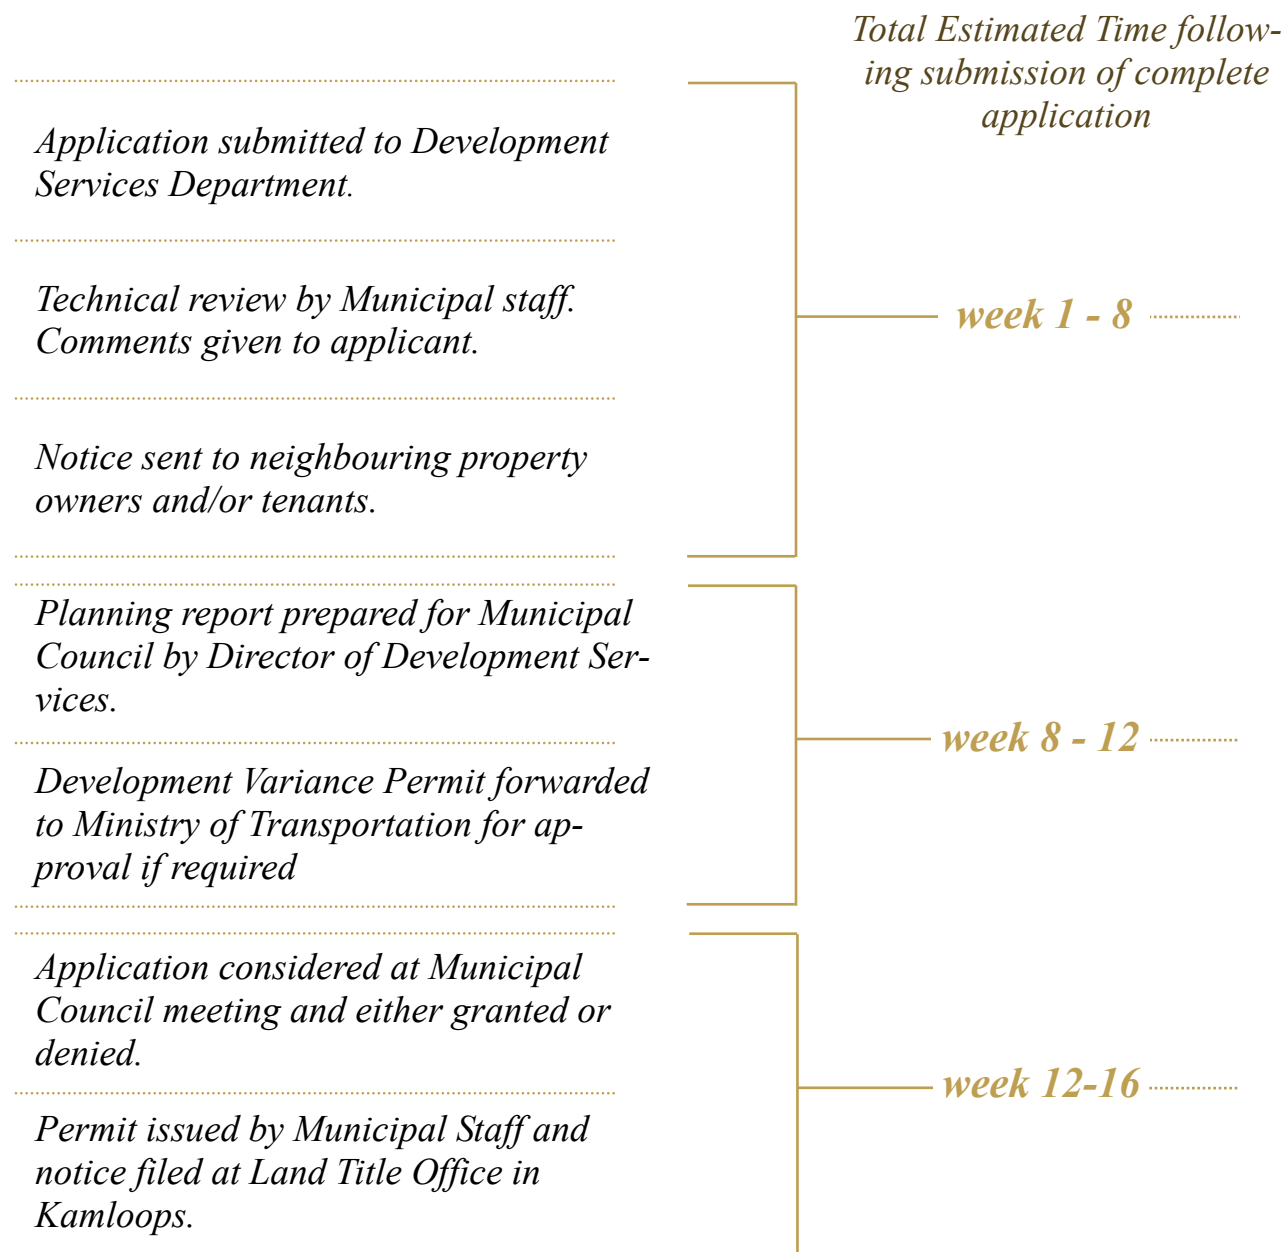 Total Estimated Time follow-
ing submission of complete
application
Application submitted to Development
Services Department.
Technical review by Municipal staff.
Comments given to applicant.
week 1 - 8
Notice sent to neighbouring property
owners and/or tenants.
Planning report prepared for Municipal
Council by Director of Development Ser-
vices.
week 8 - 12
Development Variance Permit forwarded
to Ministry of Transportation for ap-
proval if required
Application considered at Municipal
Council meeting and either granted or
denied.
week 12-16
Permit issued by Municipal Staff and
notice filed at Land Title Office in
Kamloops.